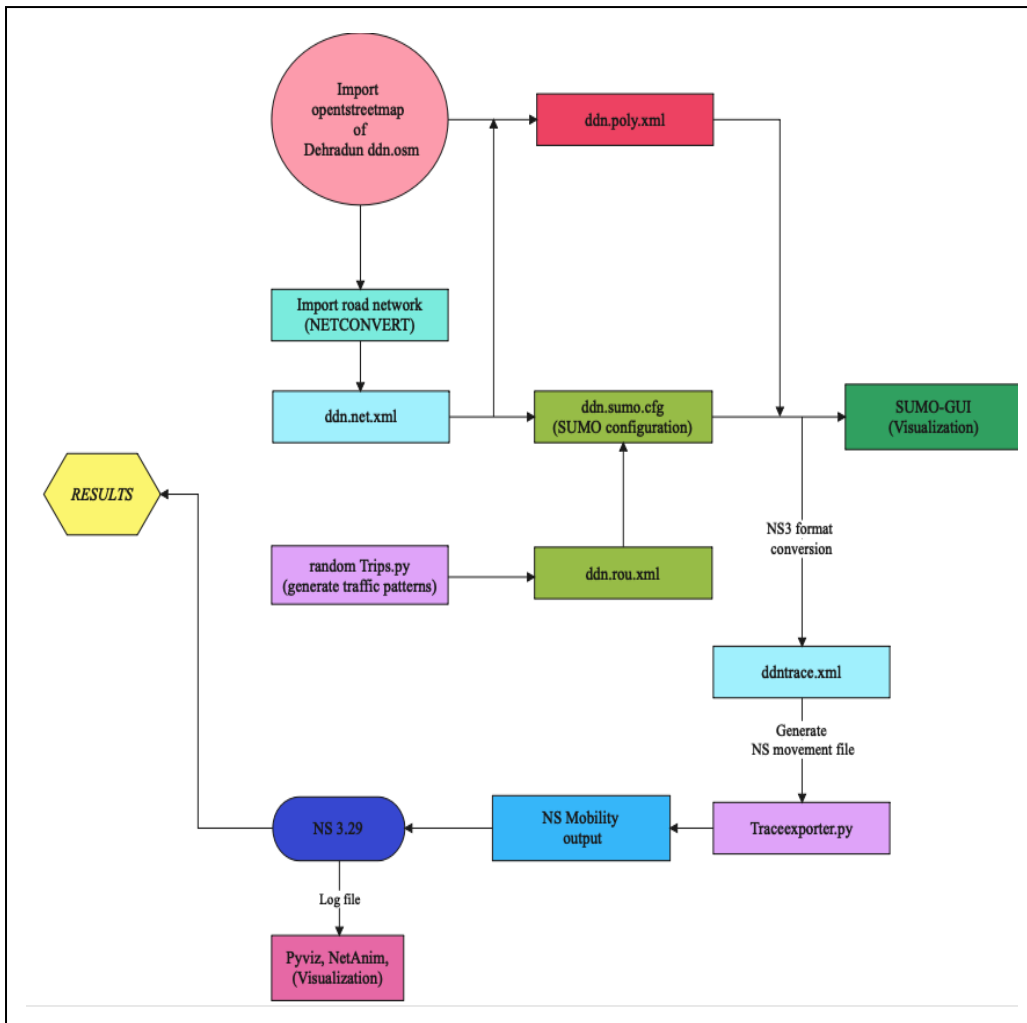 Import
opentstreetmap
of
Dehradun ddn.osm
ddn.poly.xml
Import road network
(NETCONVERT)
ddn.net.xml
ddn.sumo.cfg
(SUMO configuration)
SUMO-GUI
(Visualization)
RESULTS
NS3 format
conversion
random Trips.py
(generate traffic patterns)
ddn.rou.xml
ddntrace.xml
Generate
NS movement file
NS 3.29
NS Mobility
output
Traceexporter.py
Log file
Pyviz, NetAnim,
(Visualization)